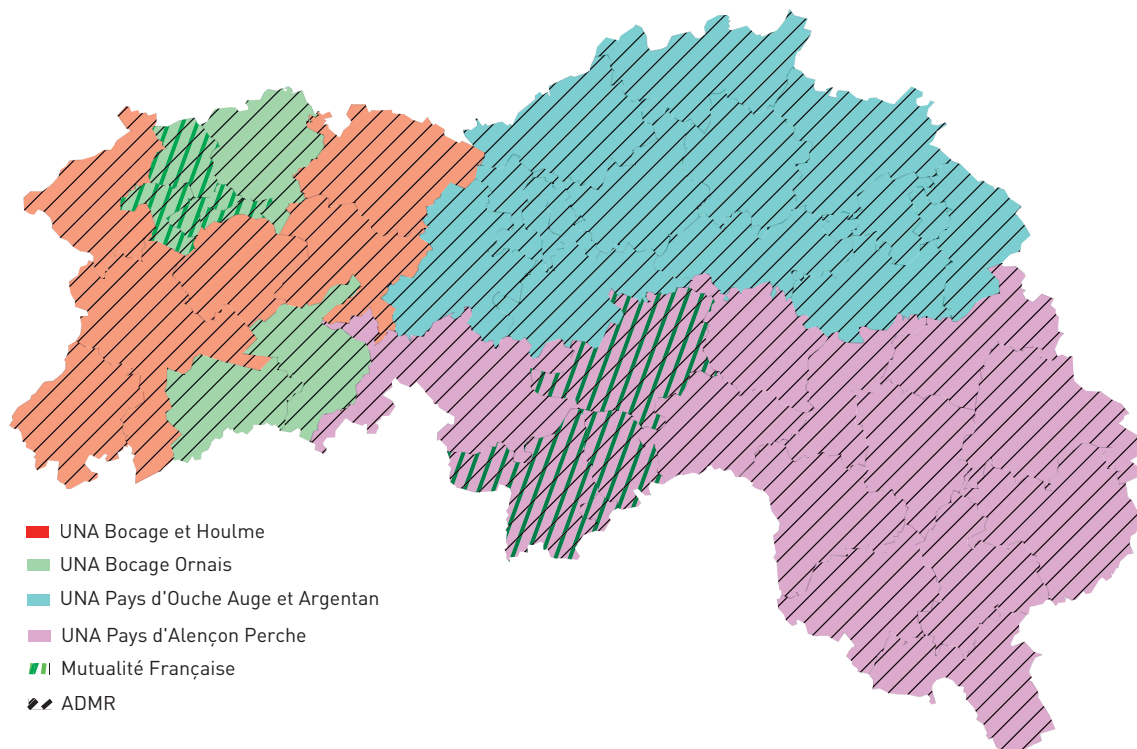 UNA Bocage et Houlme
UNA Bocage Ornais
UNA Pays d'Ouche Auge et Argentan
UNA Pays d'Alençon Perche
Mutualité Française
ADMR